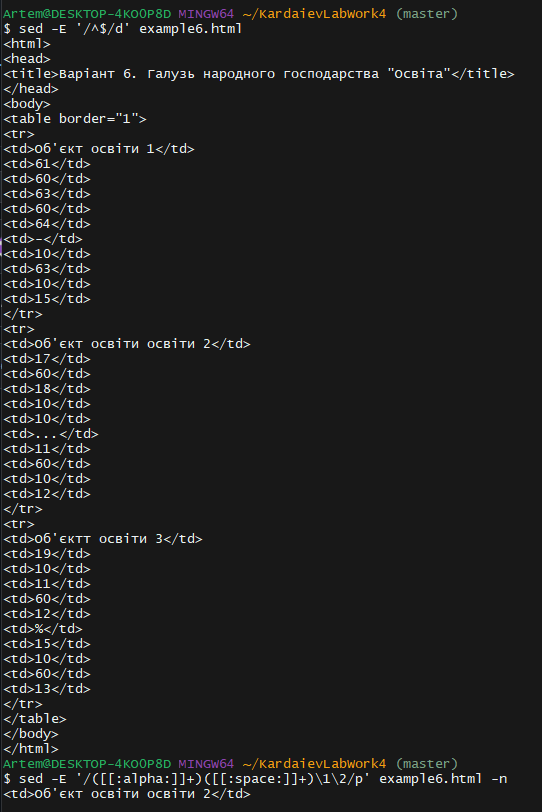 Artem@DESKTOP-4KO0P8D MINGW64 ~/KardaievLabWork4 (master)
$ sed -E '/^$/d' example6.html
<html>
<head>
<title>Варіант 6. Галузь народного господарства "Освіта"</title>
</head>
<body>
<table border="1">
<tr>
<td>Об'єкт освіти 1</td>
<td>61</td>
<td>60</td>
<td>63</td>
<td>60</td>
<td>64</td>
<td>-</td>
<td>10</td>
<td>63</td>
<td>10</td>
<td>15</td>
</tr>
<tr>
<td>Об'єкт освіти освіти 2</td>
<td>17</td>
<td>60</td>
<td>18</td>
<td>10</td>
<td>10</td>
<td>...</td>
<td>11</td>
<td>60</td>
<td>10</td>
<td>12</td>
</tr>
<tr>
<td>Об'єктт освіти 3</td>
<td>19</td>
<td>10</td>
<td>11</td>
<td>60</td>
<td>12</td>
<td>%</td>
<td>15</td>
<td>10</td>
<td>60</td>
<td>13</td>
</tr>
</table>
</body>
</html>
Artem@DESKTOP-4KO0P8D MINGW64 ~/KardaievLabWork4 (master)
$ sed -E '/([[:alpha:]]+)([[:space:]]+)\1\2/p' example6.html -n
<td>Об'єкт освіти освіти 2</td>